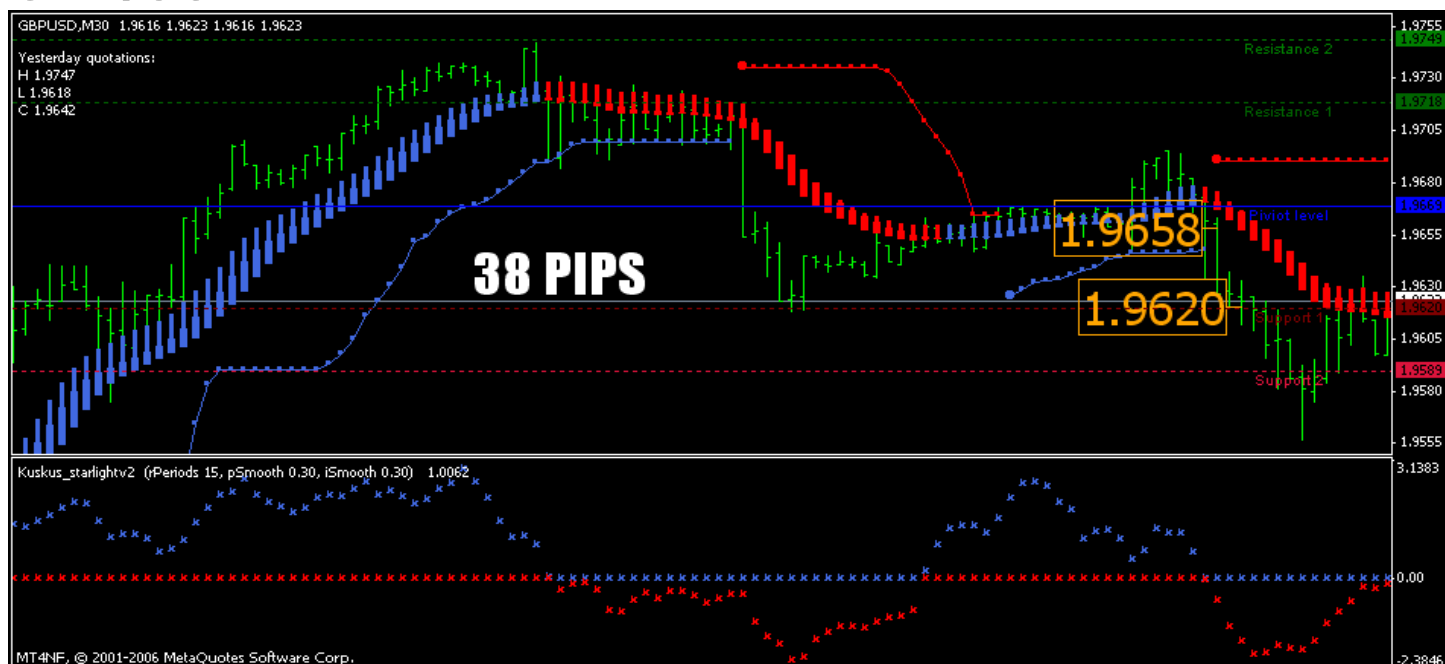 GBPUSD,M30 1.9616 1.9623 1.9616 1.9623
Yesterday quotations:
H 1.9747
L 1.9618
C 1.9642
1.9755
1.9749
Resistance 2
1.9730
1.9718
Resistance 1
1.9705
1.9680
1.9669
Piviot level
1.9658
1.9655
38 PIPS
1.9630
1.9620
1.9620
Support 1
1.9605
1.9589
Support 2
1.9580
1.9555
Kuskus_starlightv2 (rPeriods 15, pSmooth 0.30, iSmooth 0.30) 1.0062
3.1383
0.00
-2.3846
MT4NF, © 2001-2006 MetaQuotes Software Corp.